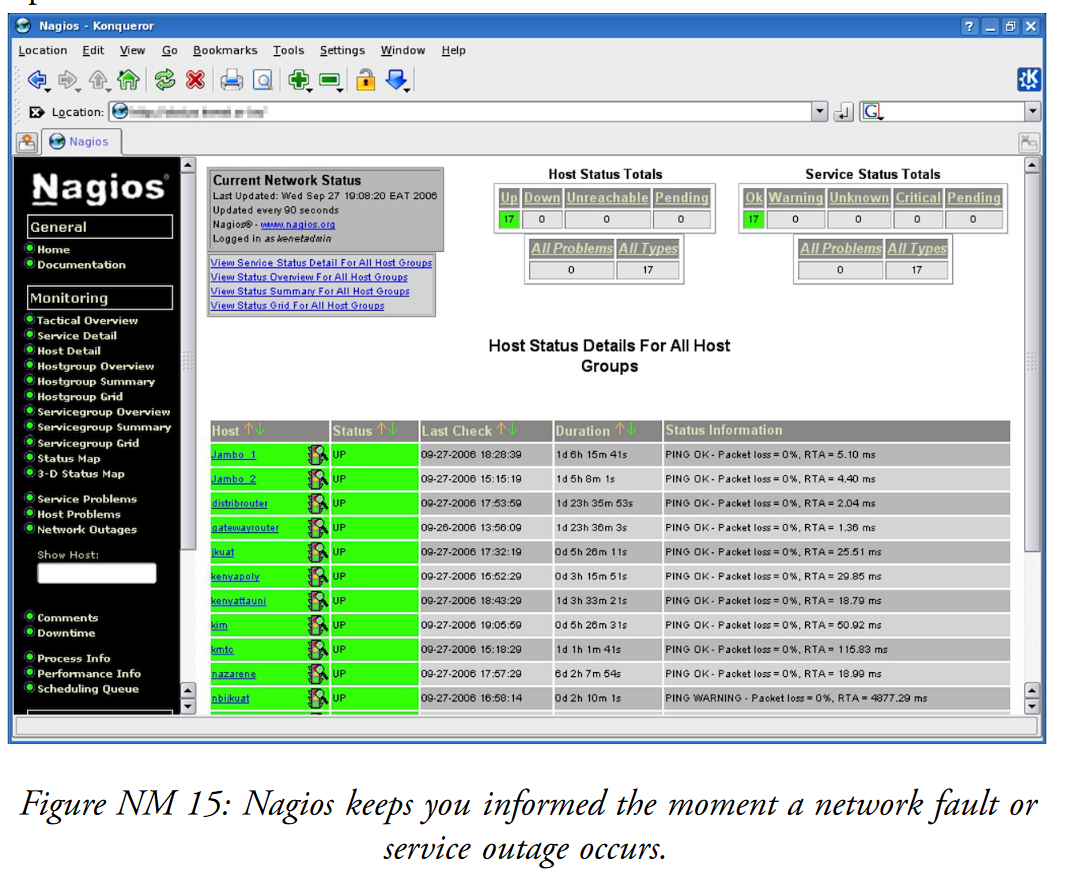 Nagios - Konqueror
Location Edit View Go Bookmarks Tools Settings Window Help
Location:
Nagios
Nagios®
General
Home
Documentation
Monitoring
Tactical Overview
Service Detail
Host Detail
Hostgroup Overview
Hostgroup Summary
Hostgroup Grid
Servicegroup Overview
Servicegroup Summary
Servicegroup Grid
Status Map
3-D Status Map
Service Problems
Host Problems
Network Outages
Show Host:
Comments
Downtime
Process Info
Performance Info
Scheduling Queue
Current Network Status
Last Updated: Wed Sep 27 19:08:20 EAT 2006
Updated every 90 seconds
Nagios® - www.nagios.org
Logged in as kenetadmin
View Service Status Detail For All Host Groups
View Status Overview For All Host Groups
View Status Summary For All Host Groups
View Status Grid For All Host Groups
Host Status Totals
Up Down Unreachable Pending
17 0 0 0
All Problems All Types
0 17
Service Status Totals
Ok Warning Unknown Critical Pending
17 0 0 0 0
All Problems All Types
0 17
Host Status Details For All Host
Groups
Host Status Last Check Duration Status Information
Jambo_1 UP 09-27-2006 18:28:39 1d 6h 15m 41s PING OK - Packet loss = 0%, RTA = 5.10 ms
Jambo_2 UP 09-27-2006 15:15:19 1d 5h 8m 1s PING OK - Packet loss = 0%, RTA = 4.40 ms
distribrouter UP 09-27-2006 17:53:59 1d 23h 35m 53s PING OK - Packet loss = 0%, RTA = 2.04 ms
gatewayrouter UP 09-26-2006 13:56:09 1d 23h 36m 3s PING OK - Packet loss = 0%, RTA = 1.36 ms
jkuat UP 09-27-2006 17:32:19 0d 5h 26m 11s PING OK - Packet loss = 0%, RTA = 25.51 ms
kenyapoly UP 09-27-2006 15:52:29 0d 3h 15m 51s PING OK - Packet loss = 0%, RTA = 29.85 ms
kenyattauni UP 09-27-2006 18:43:29 1d 3h 33m 21s PING OK - Packet loss = 0%, RTA = 18.79 ms
kim UP 09-27-2006 19:05:59 0d 5h 26m 31s PING OK - Packet loss = 0%, RTA = 50.92 ms
kmtc UP 09-27-2006 15:18:29 1d 1h 1m 41s PING OK - Packet loss = 0%, RTA = 115.83 ms
nazarene UP 09-27-2006 17:57:29 6d 2h 7m 54s PING OK - Packet loss = 0%, RTA = 18.99 ms
nbijkuat UP 09-27-2006 16:58:14 0d 2h 10m 1s PING WARNING - Packet loss = 0%, RTA = 4877.29 ms
Figure NM 15: Nagios keeps you informed the moment a network fault or
service outage occurs.